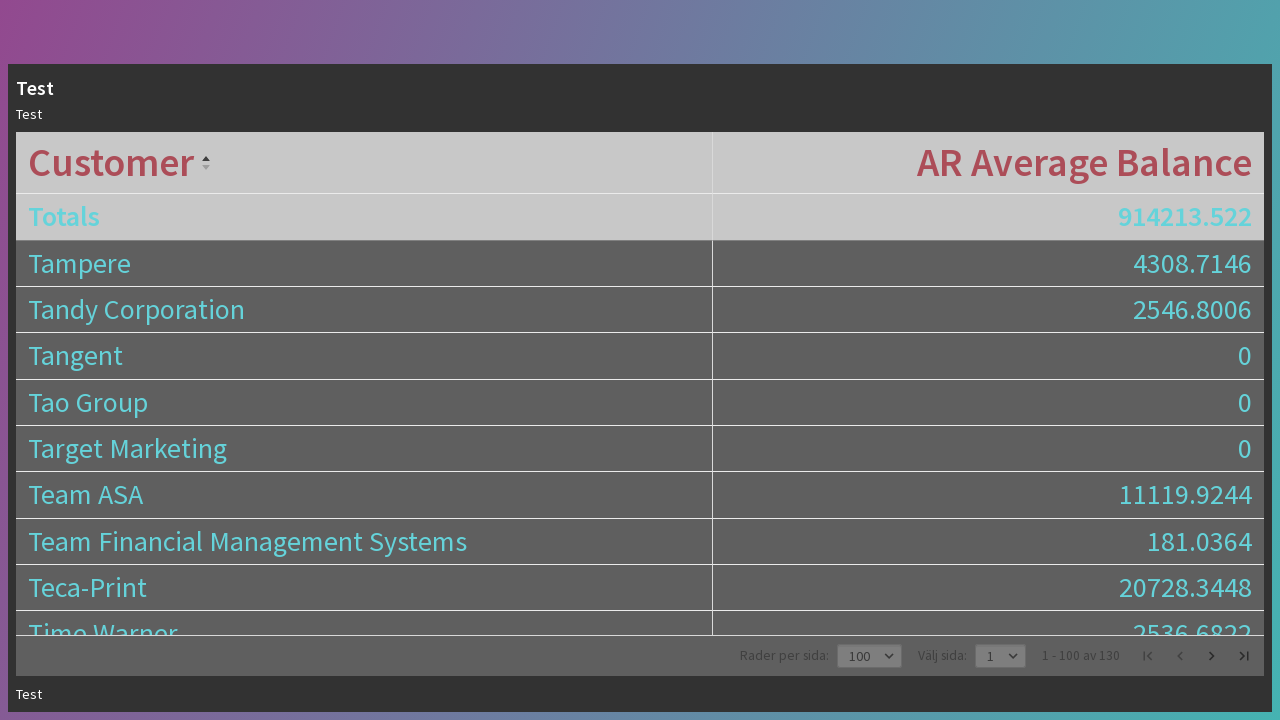 Test
Test
Customer AR Average Balance
Totals 914213.522
Tampere 4308.7146
Tandy Corporation 2546.8006
Tangent 0
Tao Group 0
Target Marketing 0
Team ASA 11119.9244
Team Financial Management Systems 181.0364
Teca-Print 20728.3448
Time Warner 2536.6822
Rader per sida: 100 Välj sida: 1 1 - 100 av 130
Test